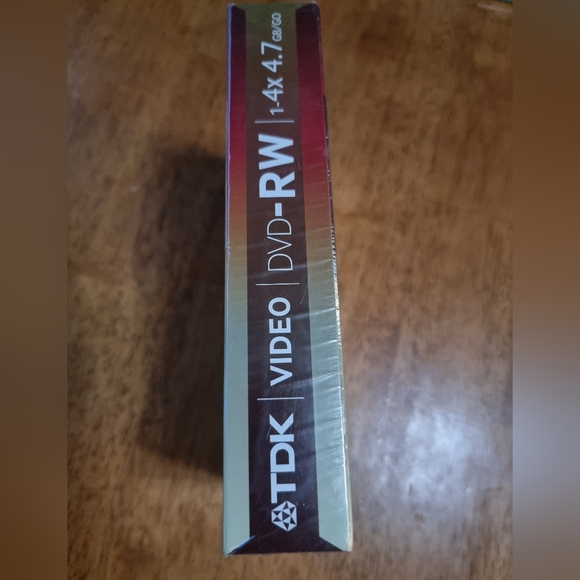 TDK | VIDEO | DVD-RW | 1-4X 4.7 GB/GO